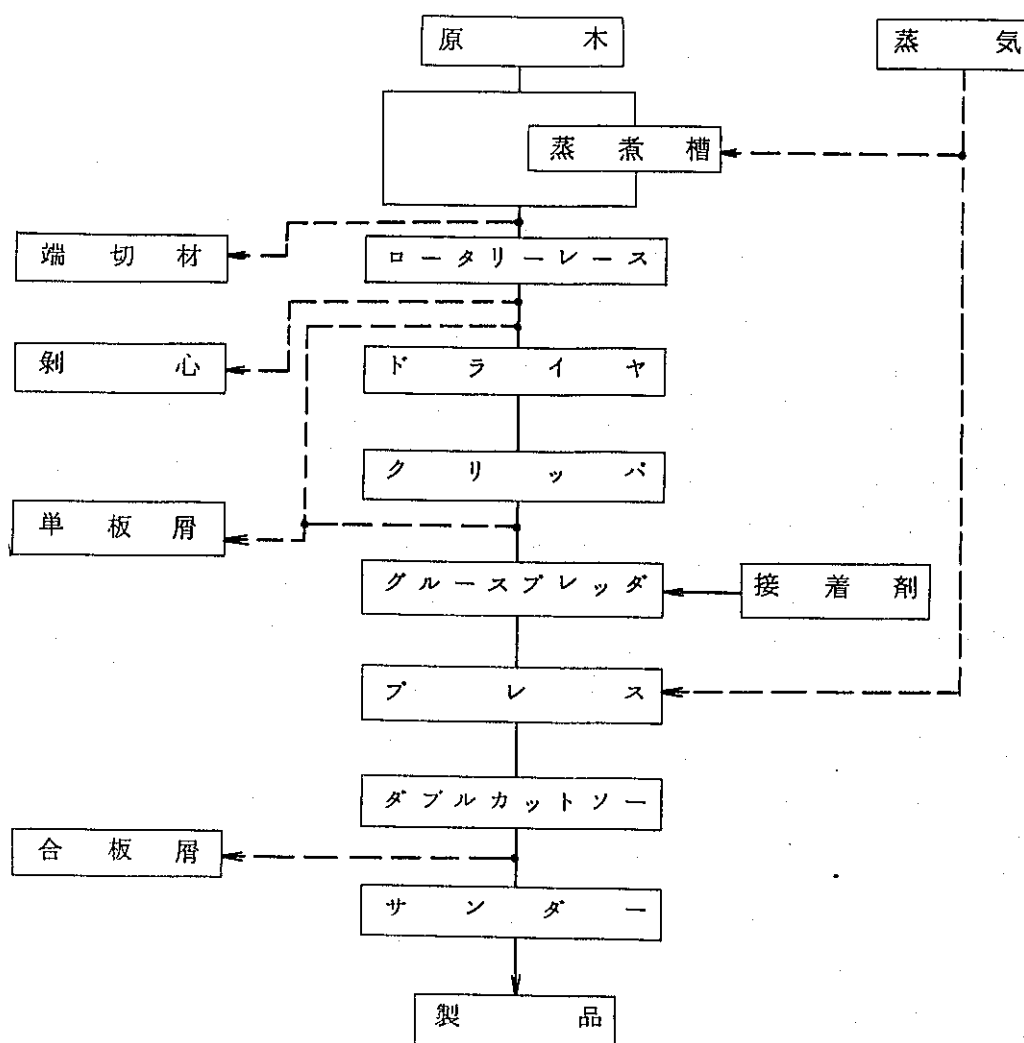 原木
蒸気
蒸煮槽
端切材
ロータリーレース
剝心
ドライヤ
クリッパ
単板屑
グルースプレッダ
接着剤
プレス
ダブルカットソー
合板屑
サンダー
製品